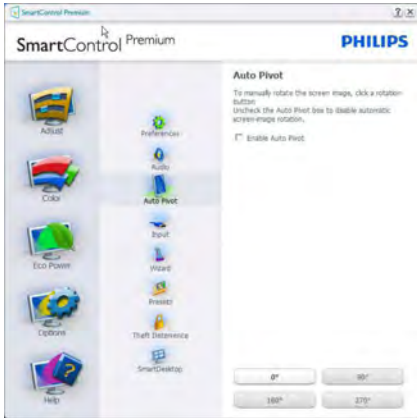 SmartControl Premium
? X
SmartControl Premium
PHILIPS
Adjust
Color
Eco Power
Options
Help
Preferences
Audio
Auto Pivot
Input
Wizard
Presets
Theft Deterrence
SmartDesktop
Auto Pivot
To manually rotate the screen image, click a rotation
button
Uncheck the Auto Pivot box to disable automatic
screen-image rotation.
Enable Auto Pivot
0°
90°
180°
270°